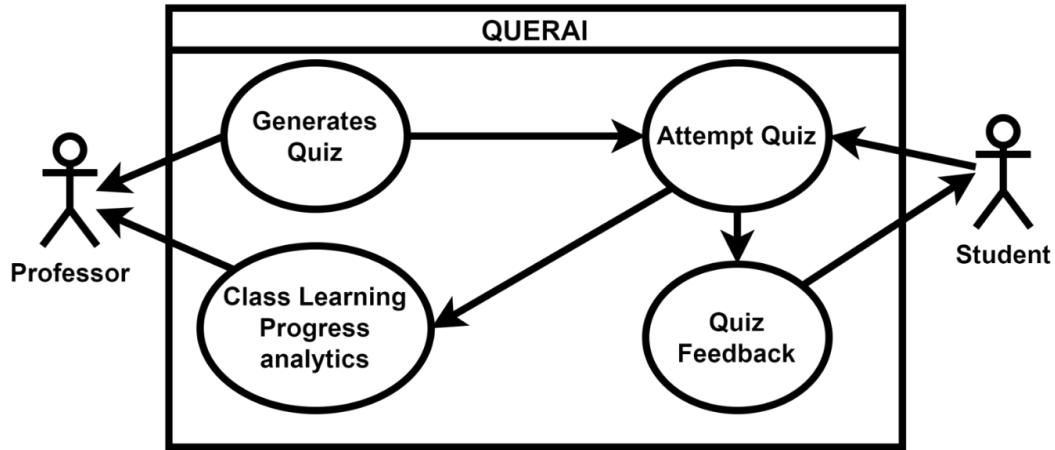 QUERAI
Generates
Quiz
Attempt Quiz
Professor
Student
Class Learning
Progress
analytics
Quiz
Feedback